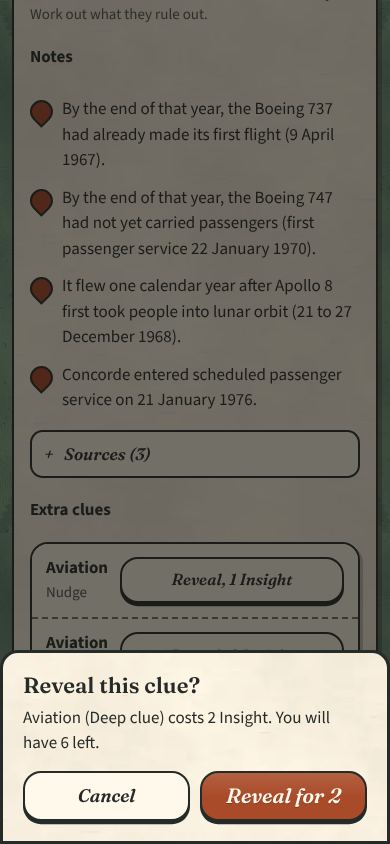 Work out what they rule out.
Notes
By the end of that year, the Boeing 737
had already made its first flight (9 April
1967).
By the end of that year, the Boeing 747
had not yet carried passengers (first
passenger service 22 January 1970).
It flew one calendar year after Apollo 8
first took people into lunar orbit (21 to 27
December 1968).
Concorde entered scheduled passenger
service on 21 January 1976.
+ Sources (3)
Extra clues
Aviation
Nudge
Reveal, 1 Insight
Aviation
Reveal this clue?
Aviation (Deep clue) costs 2 Insight. You will
have 6 left.
Cancel
Reveal for 2